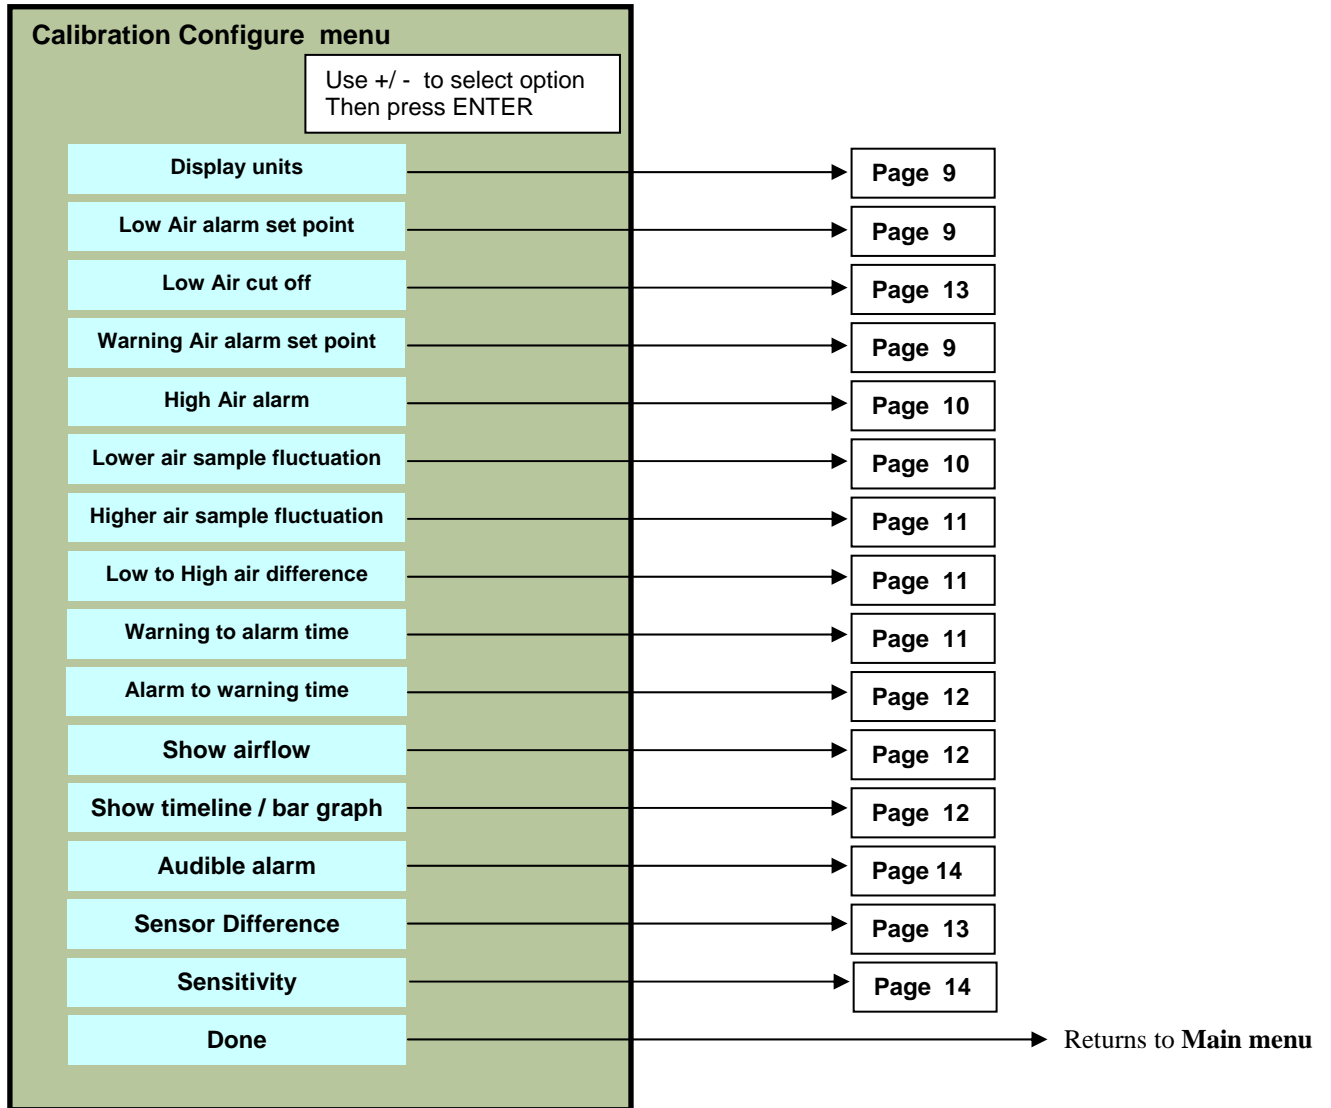 Calibration Configure menu
Use +/ - to select option
Then press ENTER
Display units
Page 9
Low Air alarm set point
Page 9
Low Air cut off
Page 13
Warning Air alarm set point
Page 9
High Air alarm
Page 10
Lower air sample fluctuation
Page 10
Higher air sample fluctuation
Page 11
Low to High air difference
Page 11
Warning to alarm time
Page 11
Alarm to warning time
Page 12
Show airflow
Page 12
Show timeline / bar graph
Page 12
Audible alarm
Page 14
Sensor Difference
Page 13
Sensitivity
Page 14
Done
Returns to Main menu